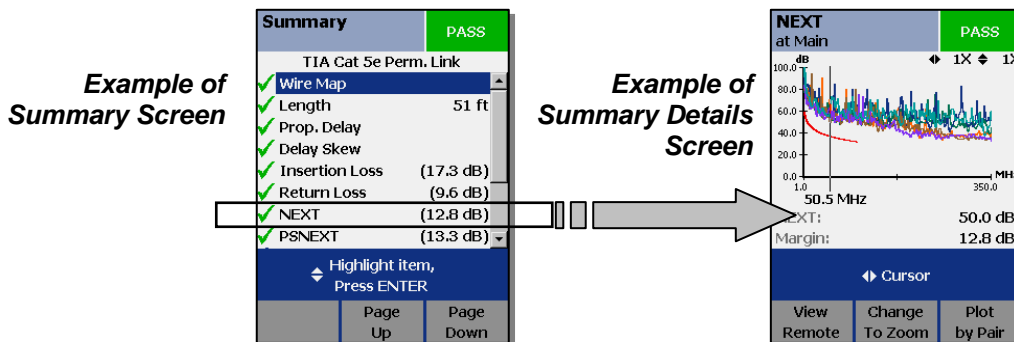 Example of
Summary Screen
Summary
PASS
TIA Cat 5e Perm. Link
Wire Map
Length 51 ft
Prop. Delay
Delay Skew
Insertion Loss (17.3 dB)
Return Loss (9.6 dB)
NEXT (12.8 dB)
PSNEXT (13.3 dB)
Highlight item,
Press ENTER
Page
Up
Page
Down
Example of
Summary Details
Screen
NEXT
at Main
PASS
1X 1X
dB
100.0
80.0
60.0
40.0
20.0
0.0
1.0
350.0
50.5 MHz
50.0 dB
Margin: 12.8 dB
Cursor
View
Remote
Change
To Zoom
Plot
by Pair